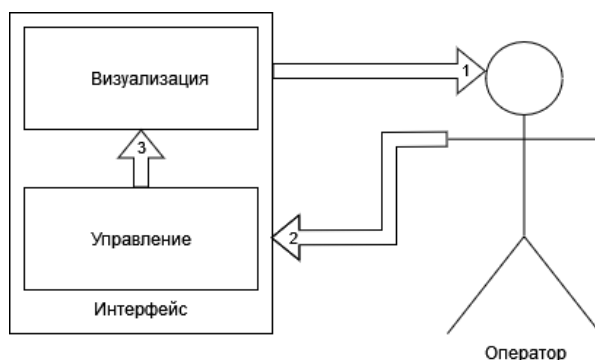 Визуализация
1
3
2
Управление
Интерфейс
Оператор